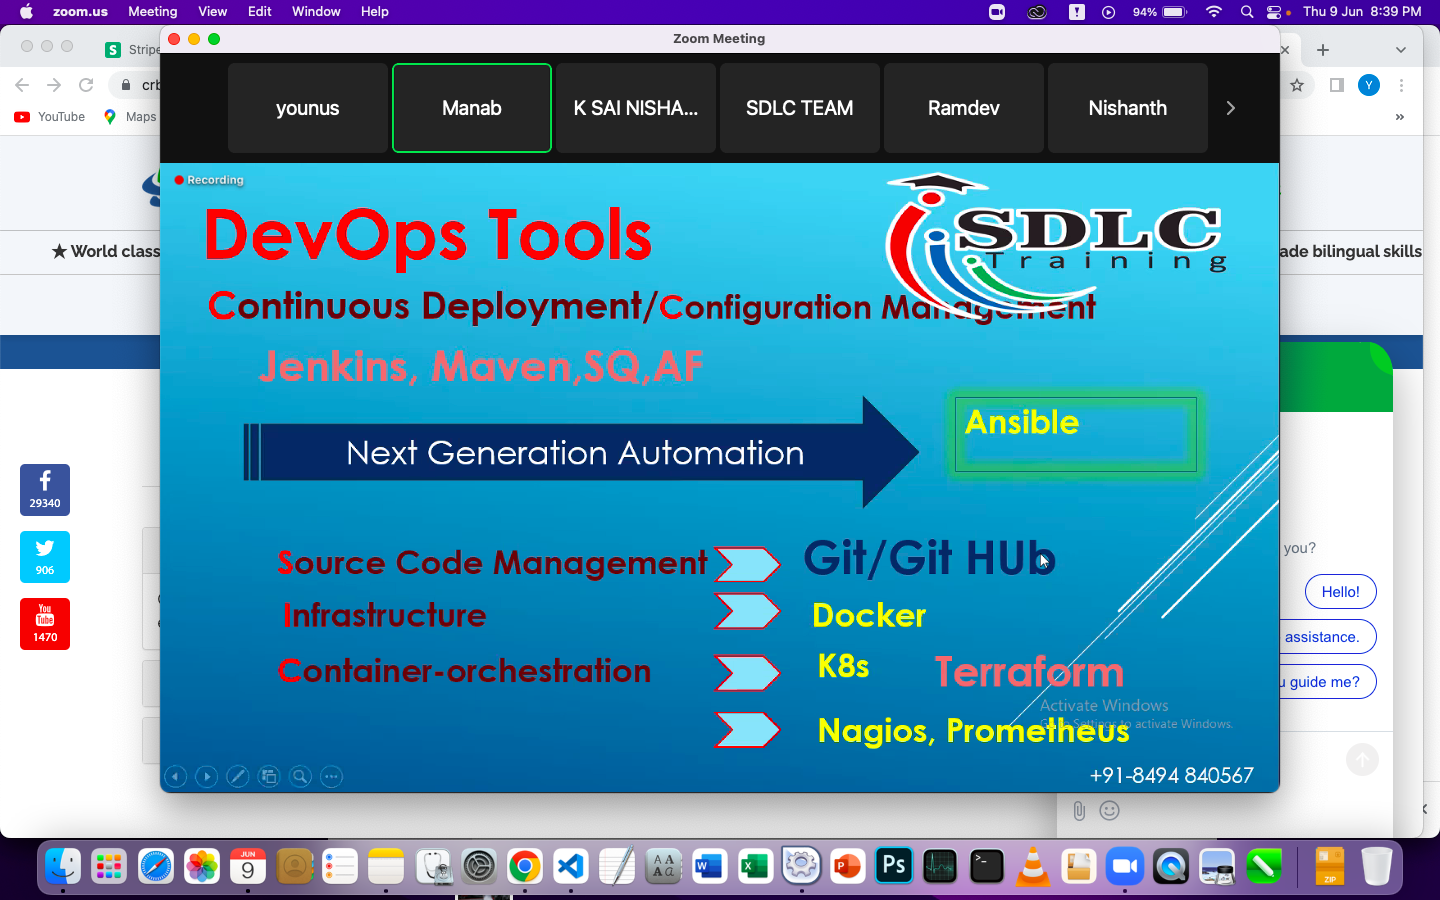 zoom.us Meeting View Edit Window Help 94% Thu 9 Jun 8:39 PM
Stripe
Zoom Meeting
YouTube Maps
Y
»
younus Manab K SAI NISHA... SDLC TEAM Ramdev Nishanth
Recording
DevOps Tools
SDLC
Training
Continuous Deployment/Configuration Management
Jenkins, Maven,SQ,AF
Next Generation Automation
Ansible
Source Code Management Git/Git HUb
Infrastructure Docker
Container-orchestration K8s Terraform
Activate Windows
Go to Settings to activate Windows.
Nagios, Prometheus
+91-8494 840567
★ World class
bilingual skills
29340
906
You
Tube
1470
you?
Hello!
assistance.
guide me?
JUN
9
A A
A a
W X P Ps
>_
ZIP